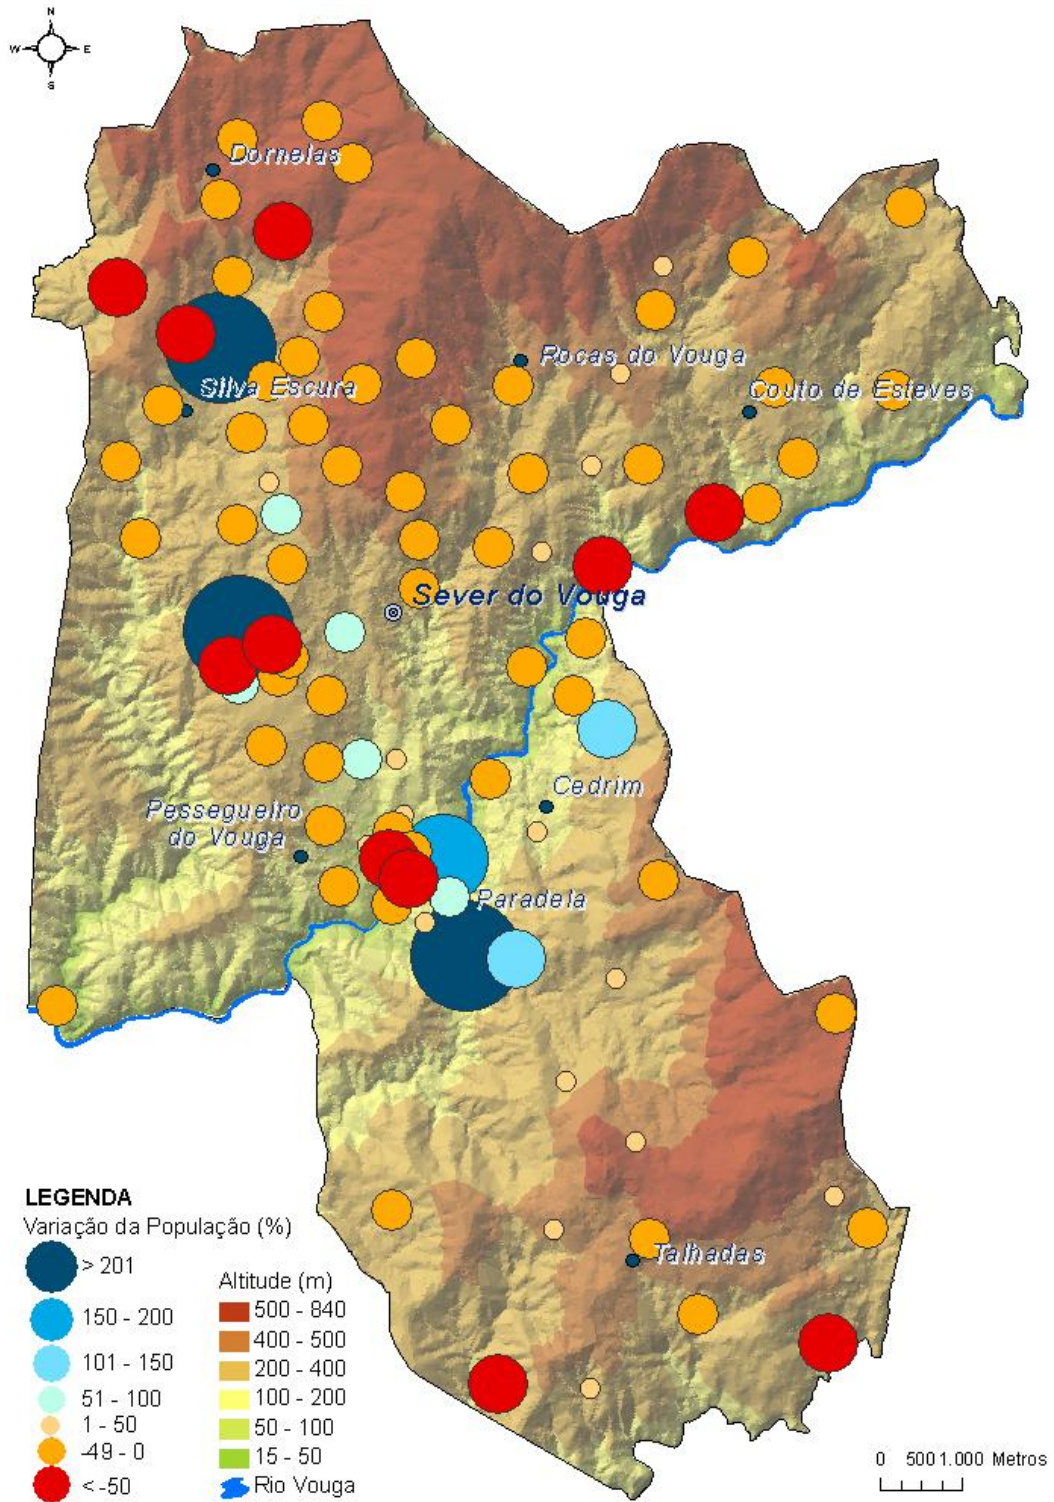 N
W E
S
Dornelas
Rocas do Vouga
Silva Escura
Couto de Esteves
Sever do Vouga
Cedrim
Pessegueiro
do Vouga
Paradela
Talhadas
LEGENDA
Variação da População (%)
> 201
150 - 200
101 - 150
51 - 100
1 - 50
-49 - 0
< -50
Altitude (m)
500 - 840
400 - 500
200 - 400
100 - 200
50 - 100
15 - 50
Rio Vouga
0 500 1.000 Metros